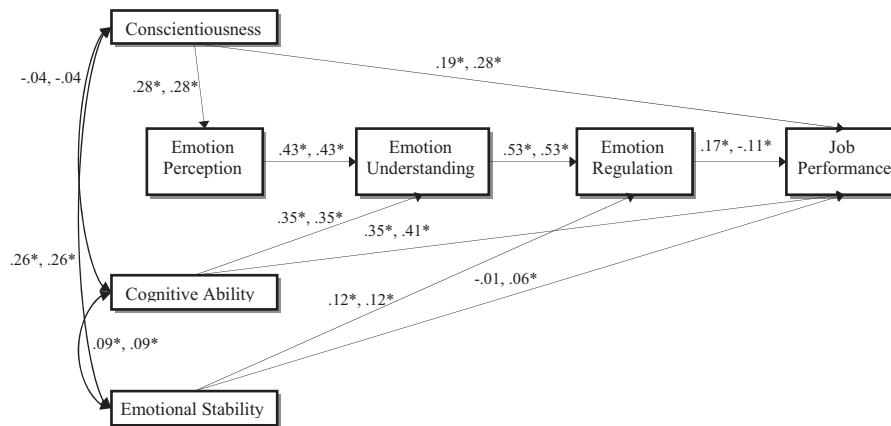 Conscientiousness
-.04, -.04
.19*, .28*
.28*, .28*
Emotion
Perception
.43*, .43*
Emotion
Understanding
.53*, .53*
Emotion
Regulation
.17*, -.11*
Job
Performance
.35*, .35*
.35*, .41*
.26*, .26*
-.01, .06*
Cognitive Ability
.12*, .12*
.09*, .09*
Emotional Stability